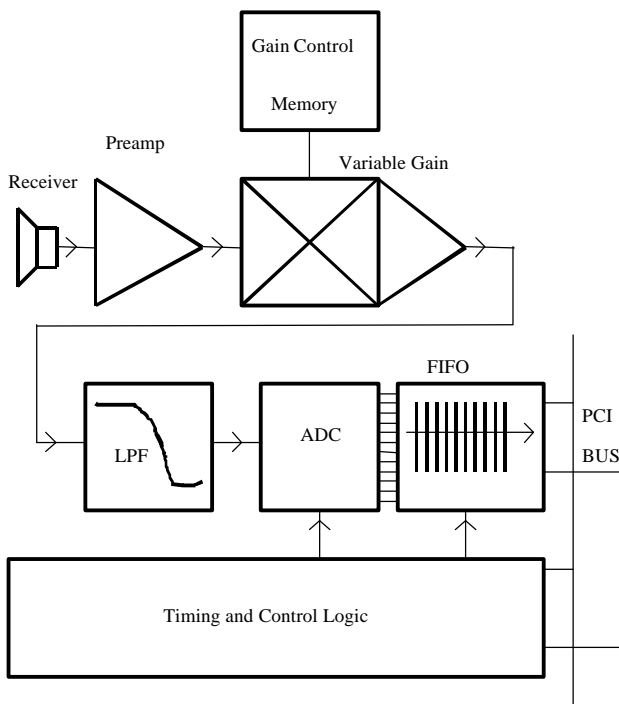 Gain Control
Memory
Preamp
Variable Gain
Receiver
FIFO
PCI
LPF
ADC
BUS
Timing and Control Logic